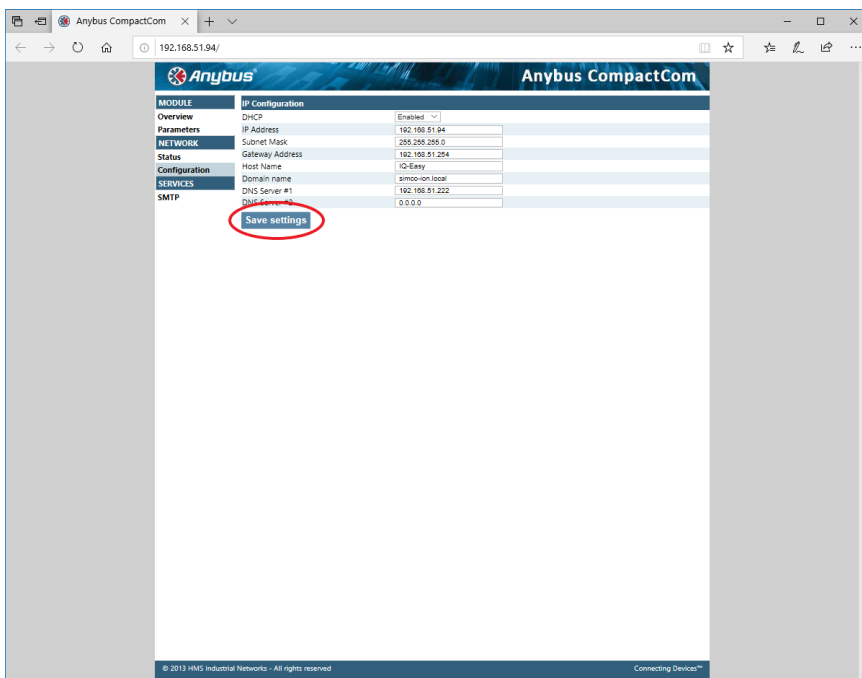 Anybus CompactCom
192.168.51.94/
Anybus® Anybus CompactCom
MODULE
Overview
Parameters
NETWORK
Status
Configuration
SERVICES
SMTP
IP Configuration
DHCP Enabled
IP Address 192.168.51.94
Subnet Mask 255.255.255.0
Gateway Address 192.168.51.254
Host Name IQ-Easy
Domain name simco-ion.local
DNS Server #1 192.168.51.222
DNS Server #2 0.0.0.0
Save settings
© 2013 HMS Industrial Networks - All rights reserved Connecting Devices™